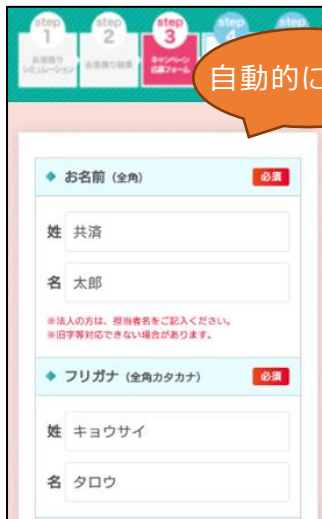 step
1
step
2
step
3
step
4
step
お見積り
シミュレーション
お見積り結果
キャンペーン
応募フォーム
自動的に
お名前 (全角)
必須
姓 共済
名 太郎
※法人の方は、担当者名をご記入ください。
※旧字等対応できない場合があります。
フリガナ (全角カタカナ)
必須
姓 キョウサイ
名 タロウ